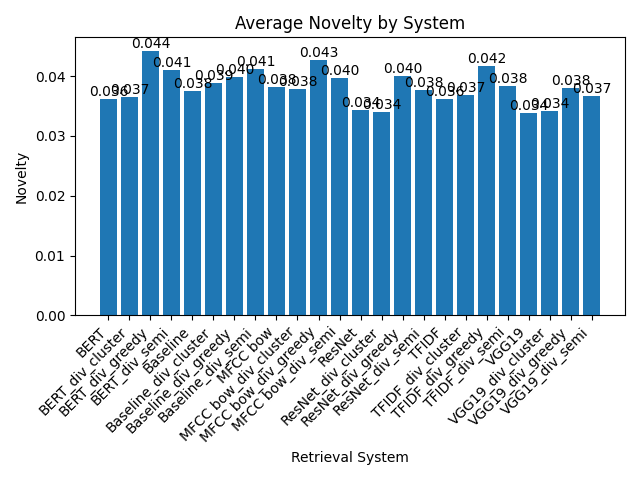 Average Novelty by System
Novelty
0.04
0.03
0.02
0.01
0.00
0.036
0.037
0.044
0.041
0.038
0.039
0.040
0.041
0.038
0.038
0.043
0.040
0.034
0.034
0.040
0.038
0.036
0.037
0.042
0.038
0.034
0.034
0.038
0.037
BERT
BERT_div_cluster
BERT_div_greedy
BERT_div_semi
Baseline
Baseline_div_cluster
Baseline_div_greedy
Baseline_div_semi
MFCC bow
MFCC bow_div_cluster
MFCC bow_div_greedy
MFCC bow_div_semi
ResNet
ResNet_div_cluster
ResNet_div_greedy
ResNet_div_semi
TFIDF
TFIDF_div_cluster
TFIDF_div_greedy
TFIDF_div_semi
VGG19
VGG19_div_cluster
VGG19_div_greedy
VGG19_div_semi
Retrieval System